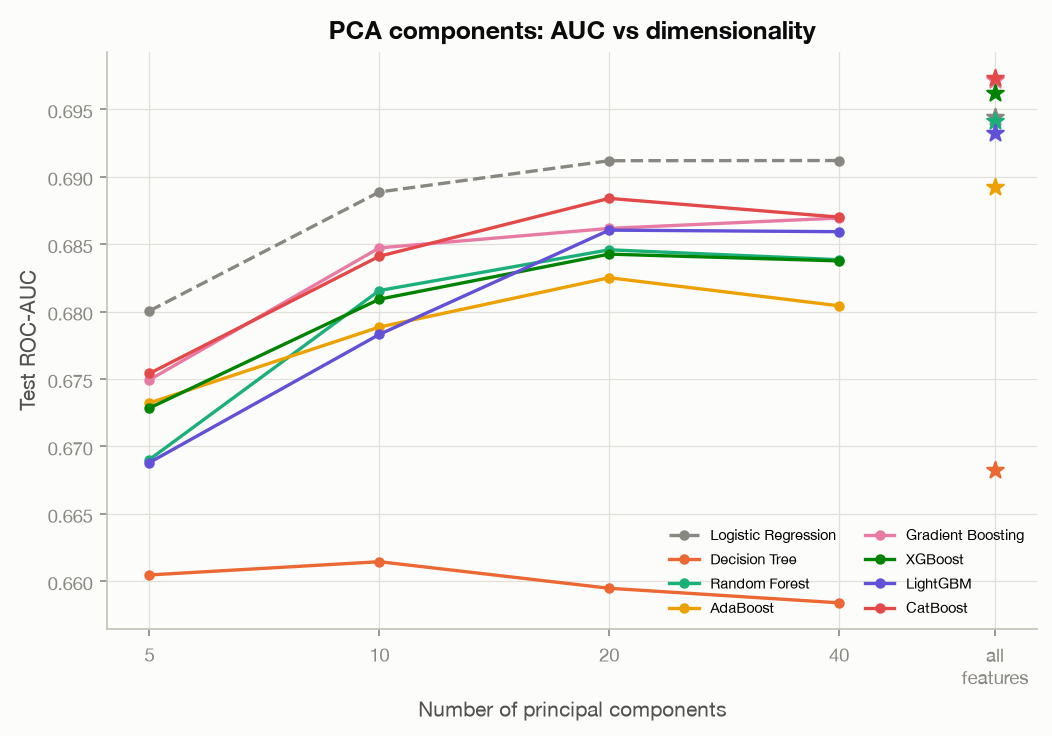 PCA components: AUC vs dimensionality
Test ROC-AUC
0.695
0.690
0.685
0.680
0.675
0.670
0.665
0.660
Logistic Regression
Decision Tree
Random Forest
AdaBoost
Gradient Boosting
XGBoost
LightGBM
CatBoost
5
10
20
40
all
features
Number of principal components